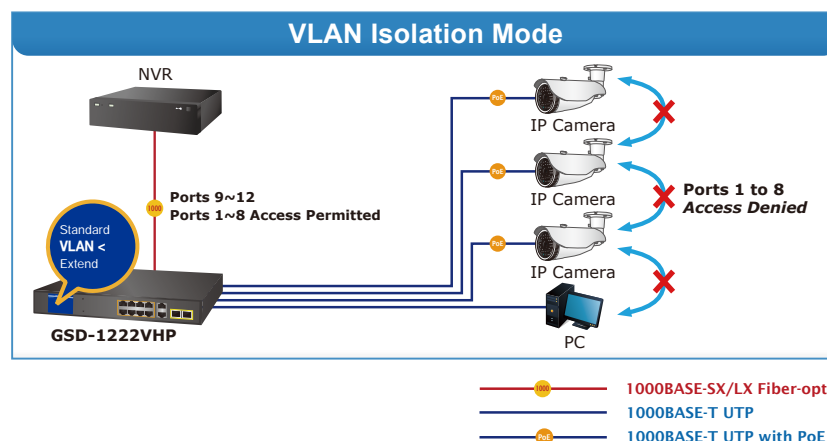 VLAN Isolation Mode
NVR
PoE
IP Camera
PoE
IP Camera
Ports 1 to 8
Access Denied
1000
Ports 9~12
Ports 1~8 Access Permitted
Standard
VLAN <
Extend
PoE
IP Camera
PC
GSD-1222VHP
1000
1000BASE-SX/LX Fiber-opt
1000BASE-T UTP
PoE
1000BASE-T UTP with PoE